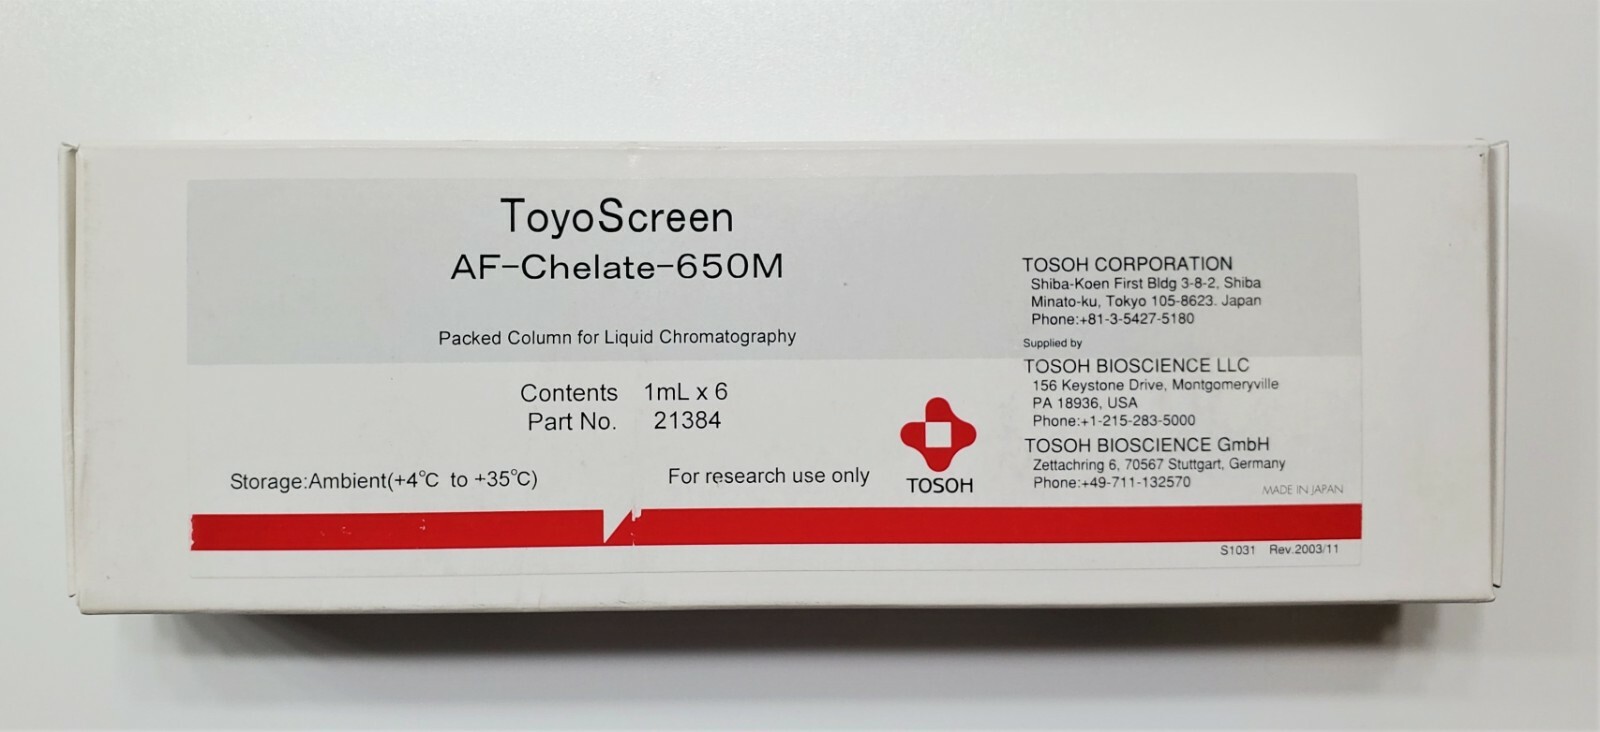 ToyoScreen
AF-Chelate-650M
Packed Column for Liquid Chromatography
Contents 1mL x 6
Part No. 21384
Storage:Ambient(+4℃ to +35℃)
For research use only
TOSOH
TOSOH CORPORATION
Shiba-Koen First Bldg 3-8-2, Shiba
Minato-ku, Tokyo 105-8623. Japan
Phone:+81-3-5427-5180
Supplied by
TOSOH BIOSCIENCE LLC
156 Keystone Drive, Montgomeryville
PA 18936, USA
Phone:+1-215-283-5000
TOSOH BIOSCIENCE GmbH
Zettachring 6, 70567 Stuttgart, Germany
Phone:+49-711-132570
MADE IN JAPAN
S1031 Rev.2003/11